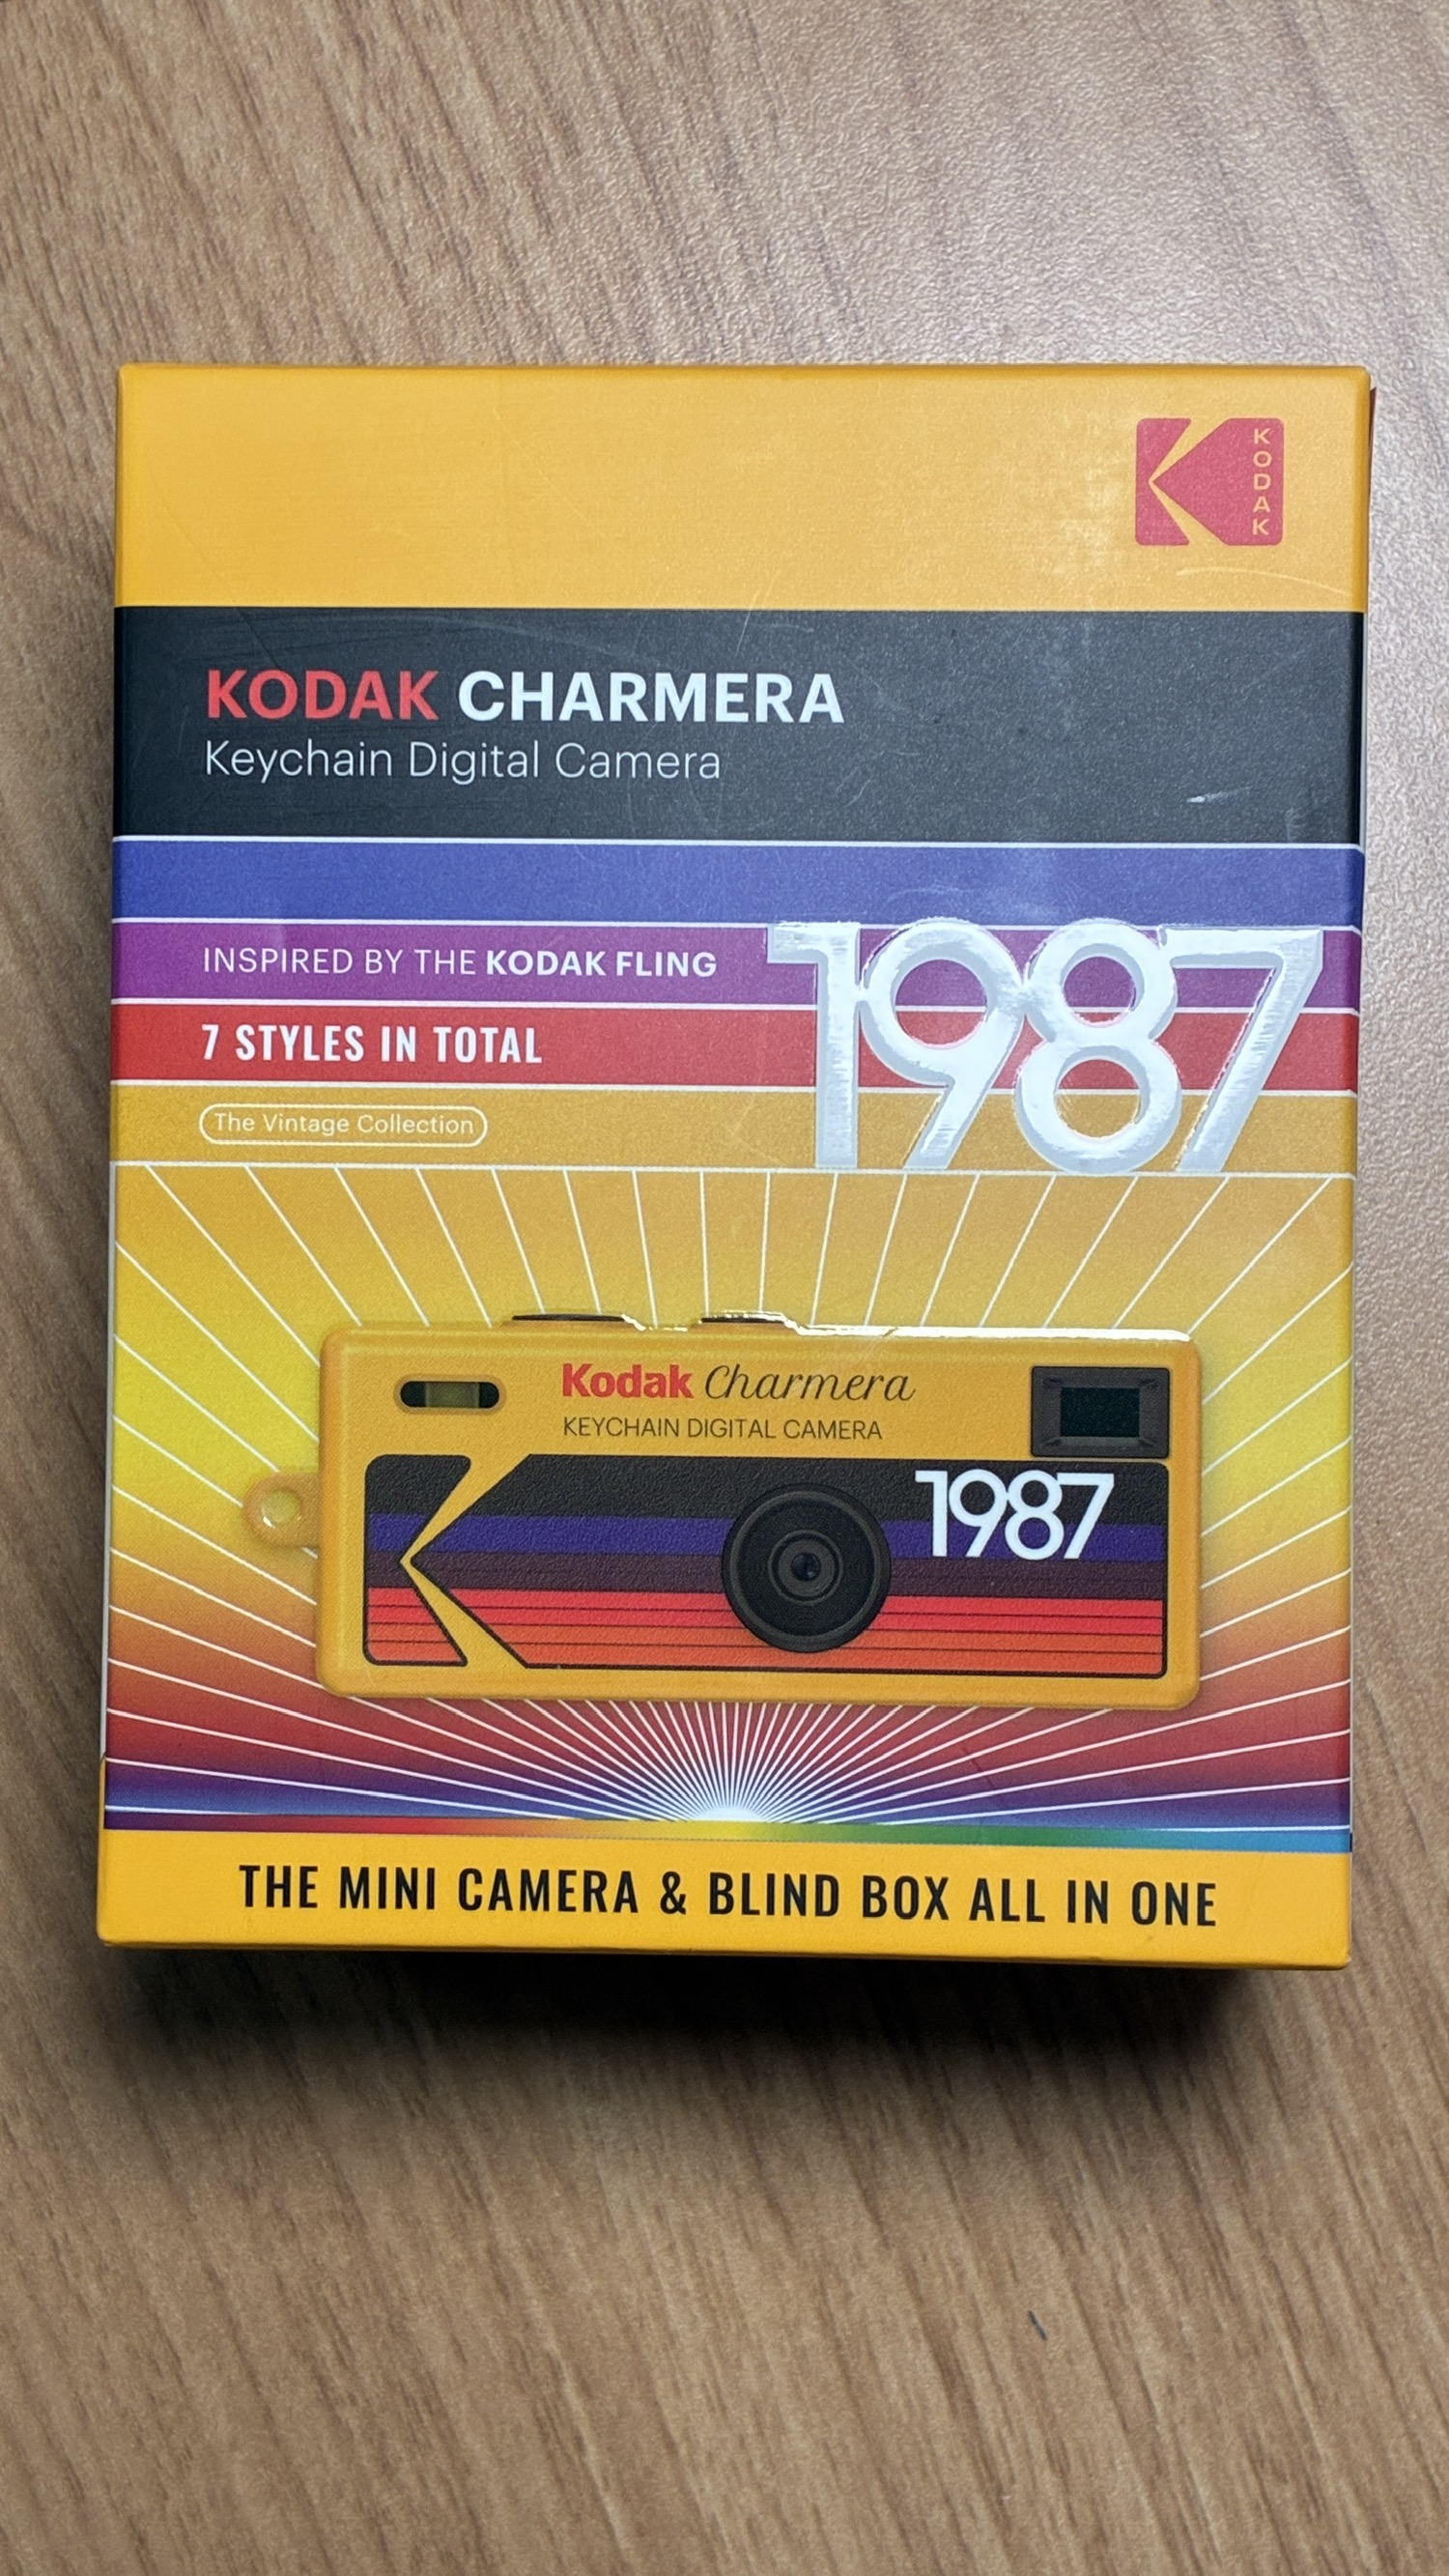 KODAK
KODAK CHARMERA
Keychain Digital Camera
INSPIRED BY THE KODAK FLING
1987
7 STYLES IN TOTAL
The Vintage Collection
Kodak Charmera
KEYCHAIN DIGITAL CAMERA
1987
THE MINI CAMERA & BLIND BOX ALL IN ONE